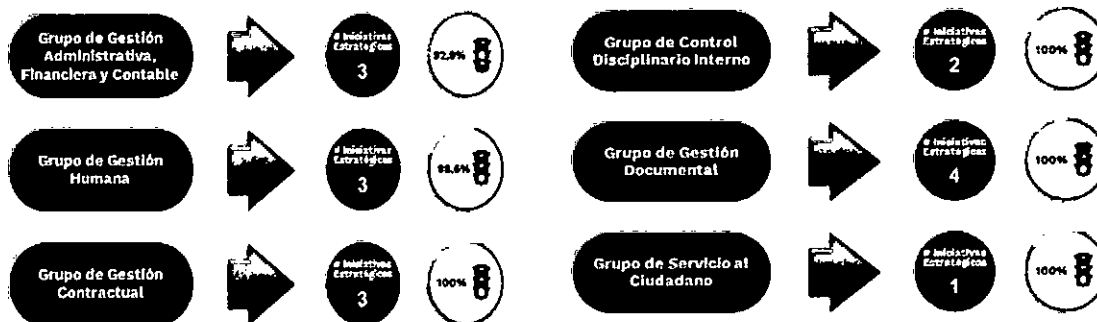 Grupo de Gestión
Administrativa,
Financiera y Contable
# Iniciativas
Estratégicas
3
92,9%
Grupo de Gestión
Humana
# Iniciativas
Estratégicas
3
Grupo de Gestión
Contractual
# Iniciativas
Estratégicas
3
100%
Grupo de Control
Disciplinario Interno
# Iniciativas
Estratégicas
2
100%
Grupo de Gestión
Documental
# Iniciativas
Estratégicas
4
100%
Grupo de Servicio al
Ciudadano
# Iniciativas
Estratégicas
1
100%